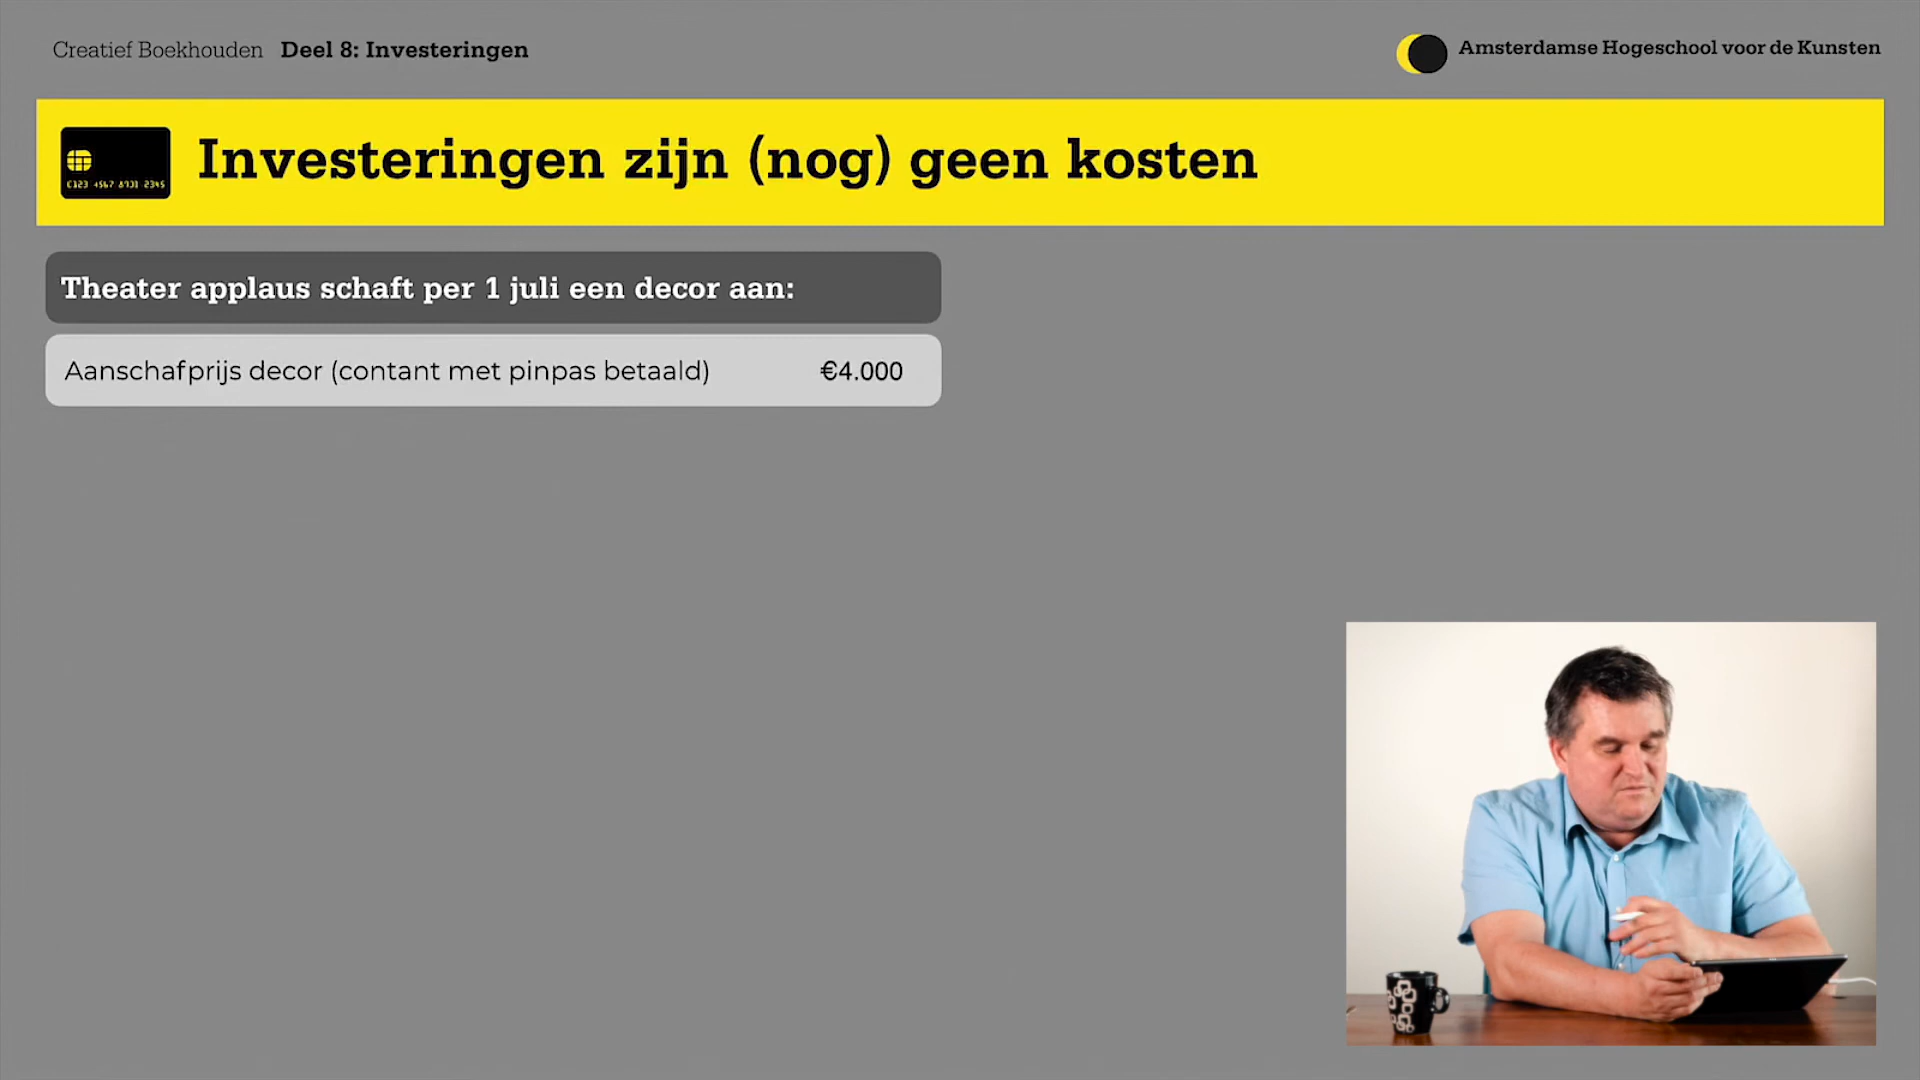 Creatief Boekhouden Deel 8: Investeringen
Amsterdamse Hogeschool voor de Kunsten
Investeringen zijn (nog) geen kosten
Theater applaus schaft per 1 juli een decor aan:
Aanschafprijs decor (contant met pinpas betaald) €4.000